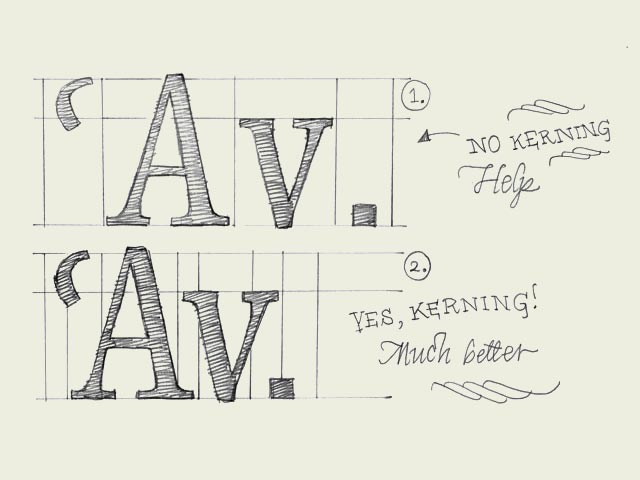 ‘Av.
1.
NO KERNING
Help
‘Av.
2.
YES, KERNING!
Much better